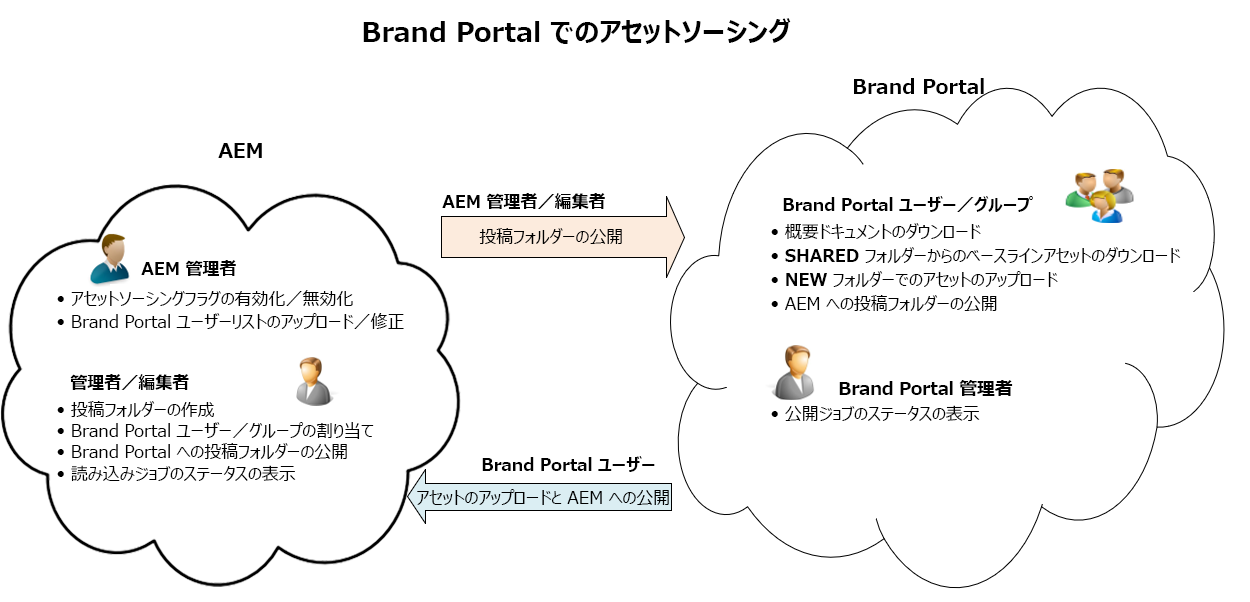 Brand Portal でのアセットソーシング
AEM
AEM 管理者
• アセットソーシングフラグの有効化／無効化
• Brand Portal ユーザーリストのアップロード／修正
管理者／編集者
• 投稿フォルダーの作成
• Brand Portal ユーザー／グループの割り当て
• Brand Portal への投稿フォルダーの公開
• 読み込みジョブのステータスの表示
AEM 管理者／編集者
投稿フォルダーの公開
Brand Portal ユーザー
アセットのアップロードと AEM への公開
Brand Portal
Brand Portal ユーザー／グループ
• 概要ドキュメントのダウンロード
• SHARED フォルダーからのベースラインアセットのダウンロード
• NEW フォルダーでのアセットのアップロード
• AEM への投稿フォルダーの公開
Brand Portal 管理者
• 公開ジョブのステータスの表示